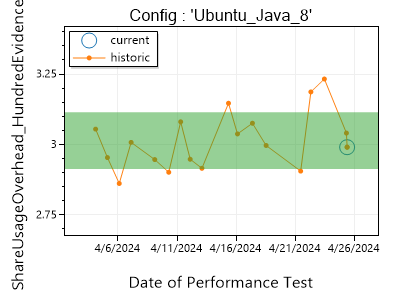 Config : 'Ubuntu_Java_8'
ShareUsageOverhead_HundredEvidence
current
historic
3.25
3
2.75
4/6/2024
4/11/2024
4/16/2024
4/21/2024
4/26/2024
Date of Performance Test